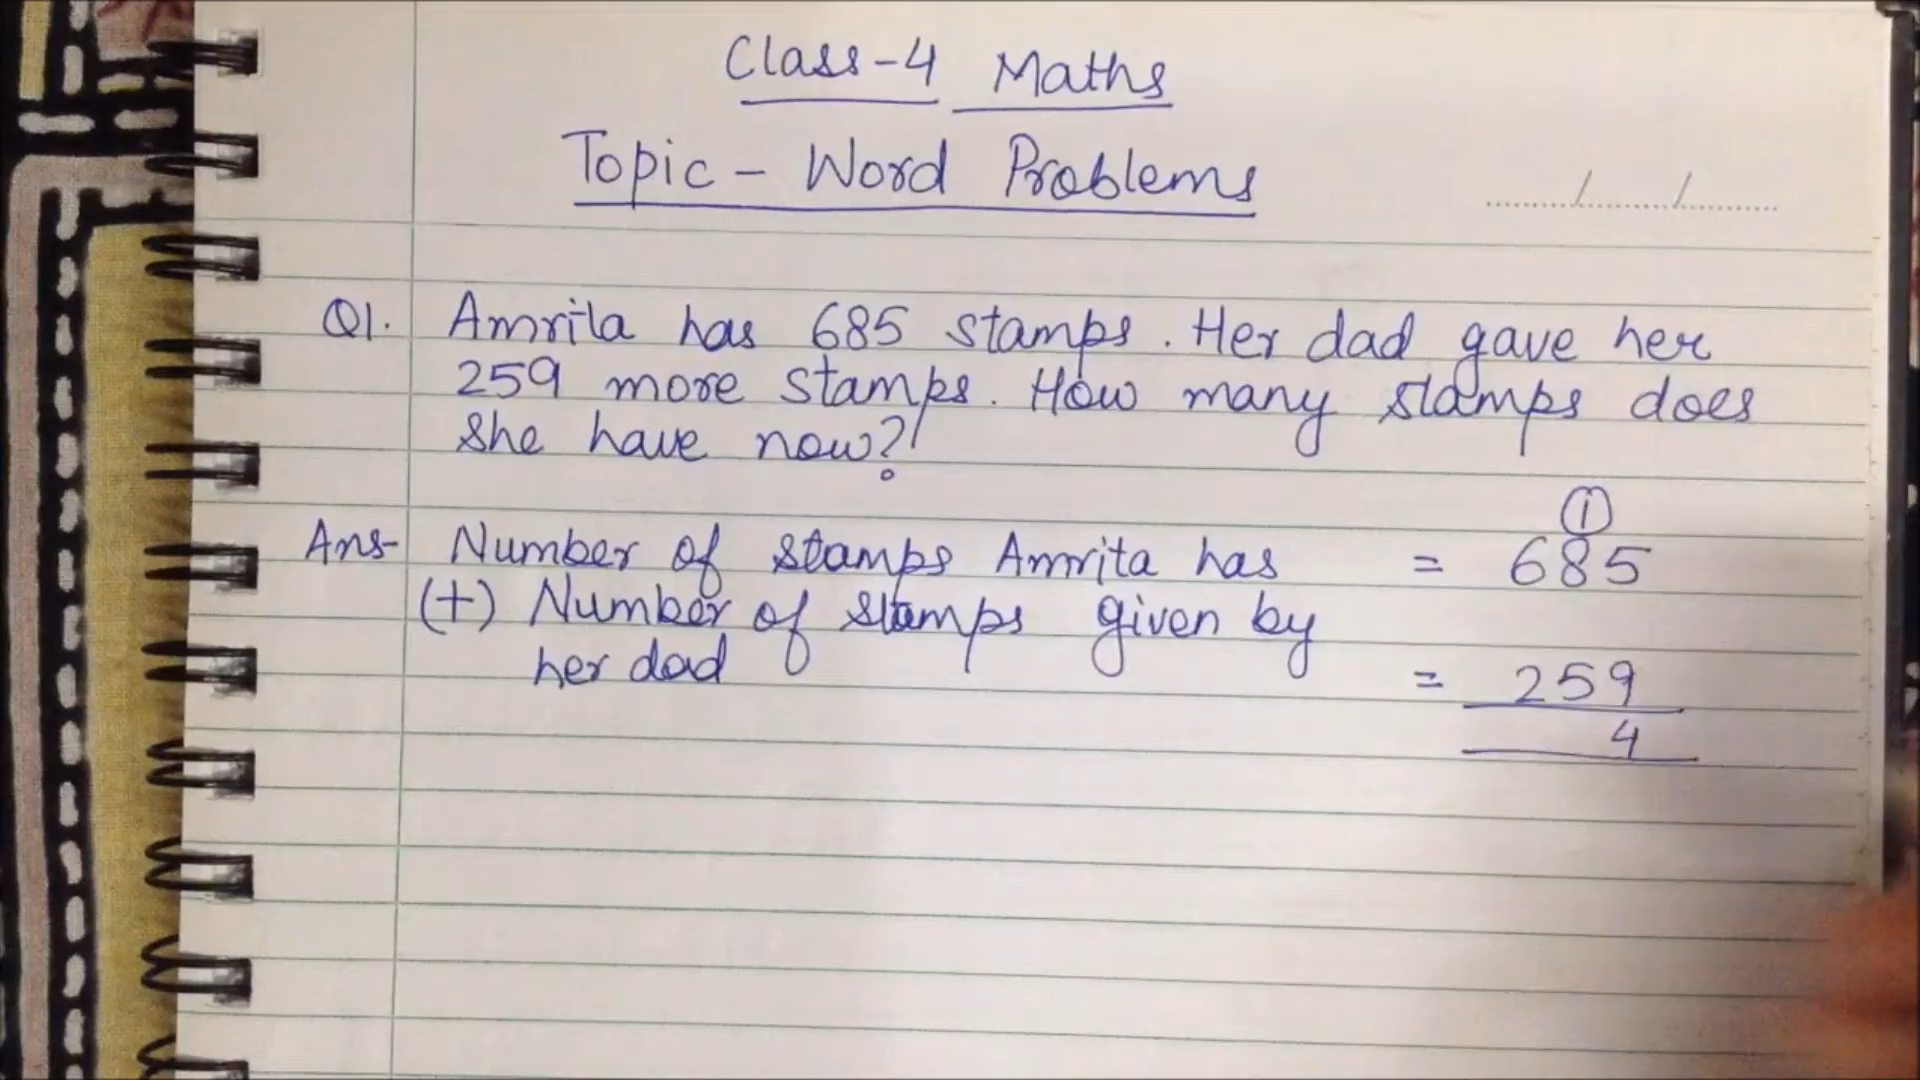 Class-4 Maths
Topic - Word Problems
Q1. Amrita has 685 stamps. Her dad gave her
259 more stamps. How many stamps does
she have now?
1
Ans- Number of stamps Amrita has = 685
(+) Number of stamps given by
her dad = 259
4